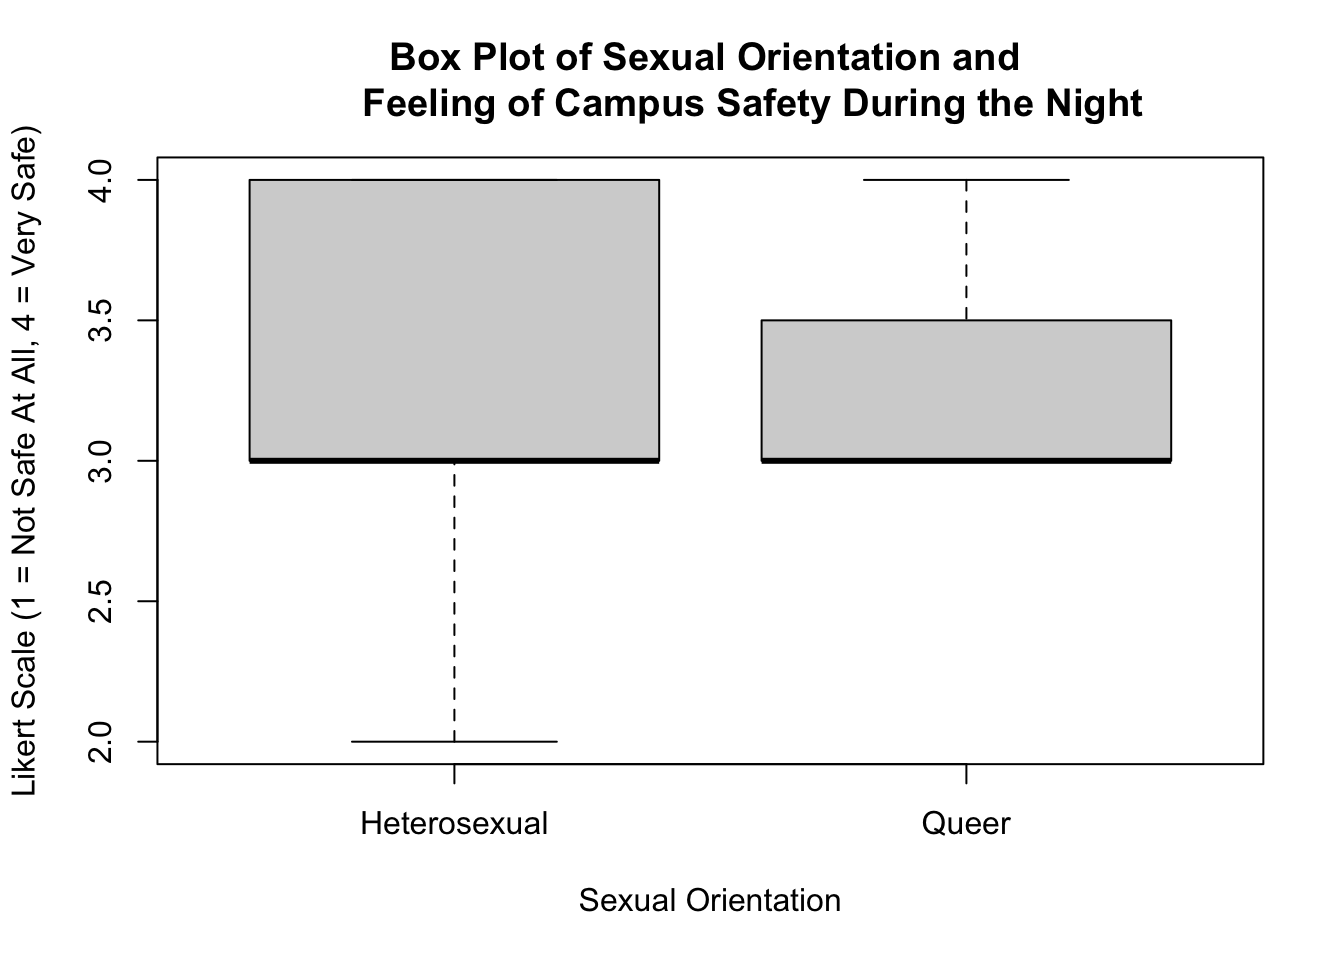 Box Plot of Sexual Orientation and
Feeling of Campus Safety During the Night
Likert Scale (1 = Not Safe At All, 4 = Very Safe)
4.0
3.5
3.0
2.5
2.0
Heterosexual
Queer
Sexual Orientation